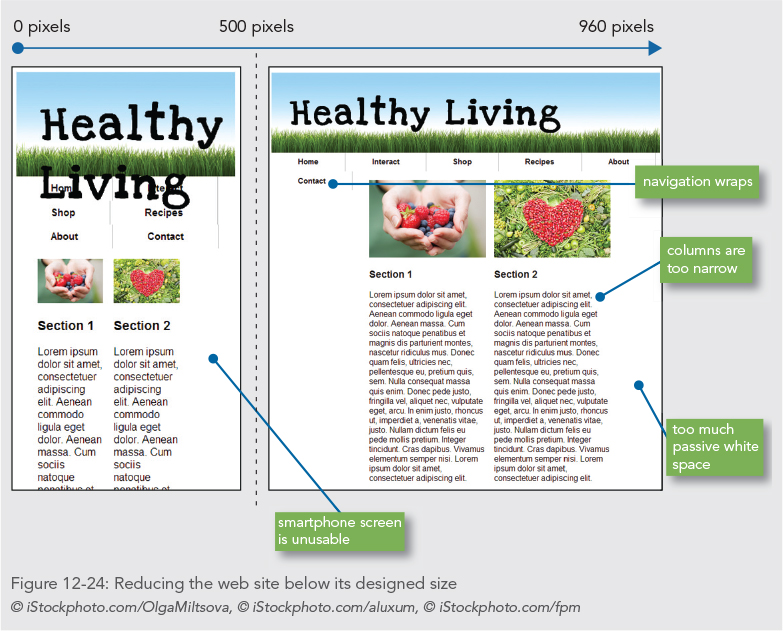 0 pixels
500 pixels
960 pixels
Healthy
Living
Home Interact
Shop Recipes
About Contact
Section 1 Section 2
Lorem ipsum
dolor sit amet,
consectetuer
adipiscing
elit. Aenean
commodo
ligula eget
dolor. Aenean
massa. Cum
sociis
natoque
penatibus et
Lorem ipsum
dolor sit amet,
consectetuer
adipiscing
elit. Aenean
commodo
ligula eget
dolor. Aenean
massa. Cum
sociis
natoque
penatibus et
smartphone screen
is unusable
Healthy Living
Home Interact Shop Recipes About
Contact
navigation wraps
Section 1
Lorem ipsum dolor sit amet,
consectetuer adipiscing elit.
Aenean commodo ligula eget
dolor. Aenean massa. Cum
sociis natoque penatibus et
magnis dis parturient montes,
nascetur ridiculus mus. Donec
quam felis, ultricies nec,
pellentesque eu, pretium quis,
sem. Nulla consequat massa
quis enim. Donec pede justo,
fringilla vel, aliquet nec, vulputate
eget, arcu. In enim justo, rhoncus
ut, imperdiet a, venenatis vitae,
justo. Nullam dictum felis eu
pede mollis pretium. Integer
tincidunt. Cras dapibus. Vivamus
elementum semper nisi. Lorem
ipsum dolor sit amet,
consectetuer adipiscing elit.
Section 2
Lorem ipsum dolor sit amet,
consectetuer adipiscing elit.
Aenean commodo ligula eget
dolor. Aenean massa. Cum
sociis natoque penatibus et
magnis dis parturient montes,
nascetur ridiculus mus. Donec
quam felis, ultricies nec,
pellentesque eu, pretium quis,
sem. Nulla consequat massa
quis enim. Donec pede justo,
fringilla vel, aliquet nec, vulputate
eget, arcu. In enim justo, rhoncus
ut, imperdiet a, venenatis vitae,
justo. Nullam dictum felis eu
pede mollis pretium. Integer
tincidunt. Cras dapibus. Vivamus
elementum semper nisi. Lorem
ipsum dolor sit amet,
consectetuer adipiscing elit.
columns are
too narrow
too much
passive white
space
Figure 12-24: Reducing the web site below its designed size
© iStockphoto.com/OlgaMiltsova, © iStockphoto.com/aluxum, © iStockphoto.com/fpm